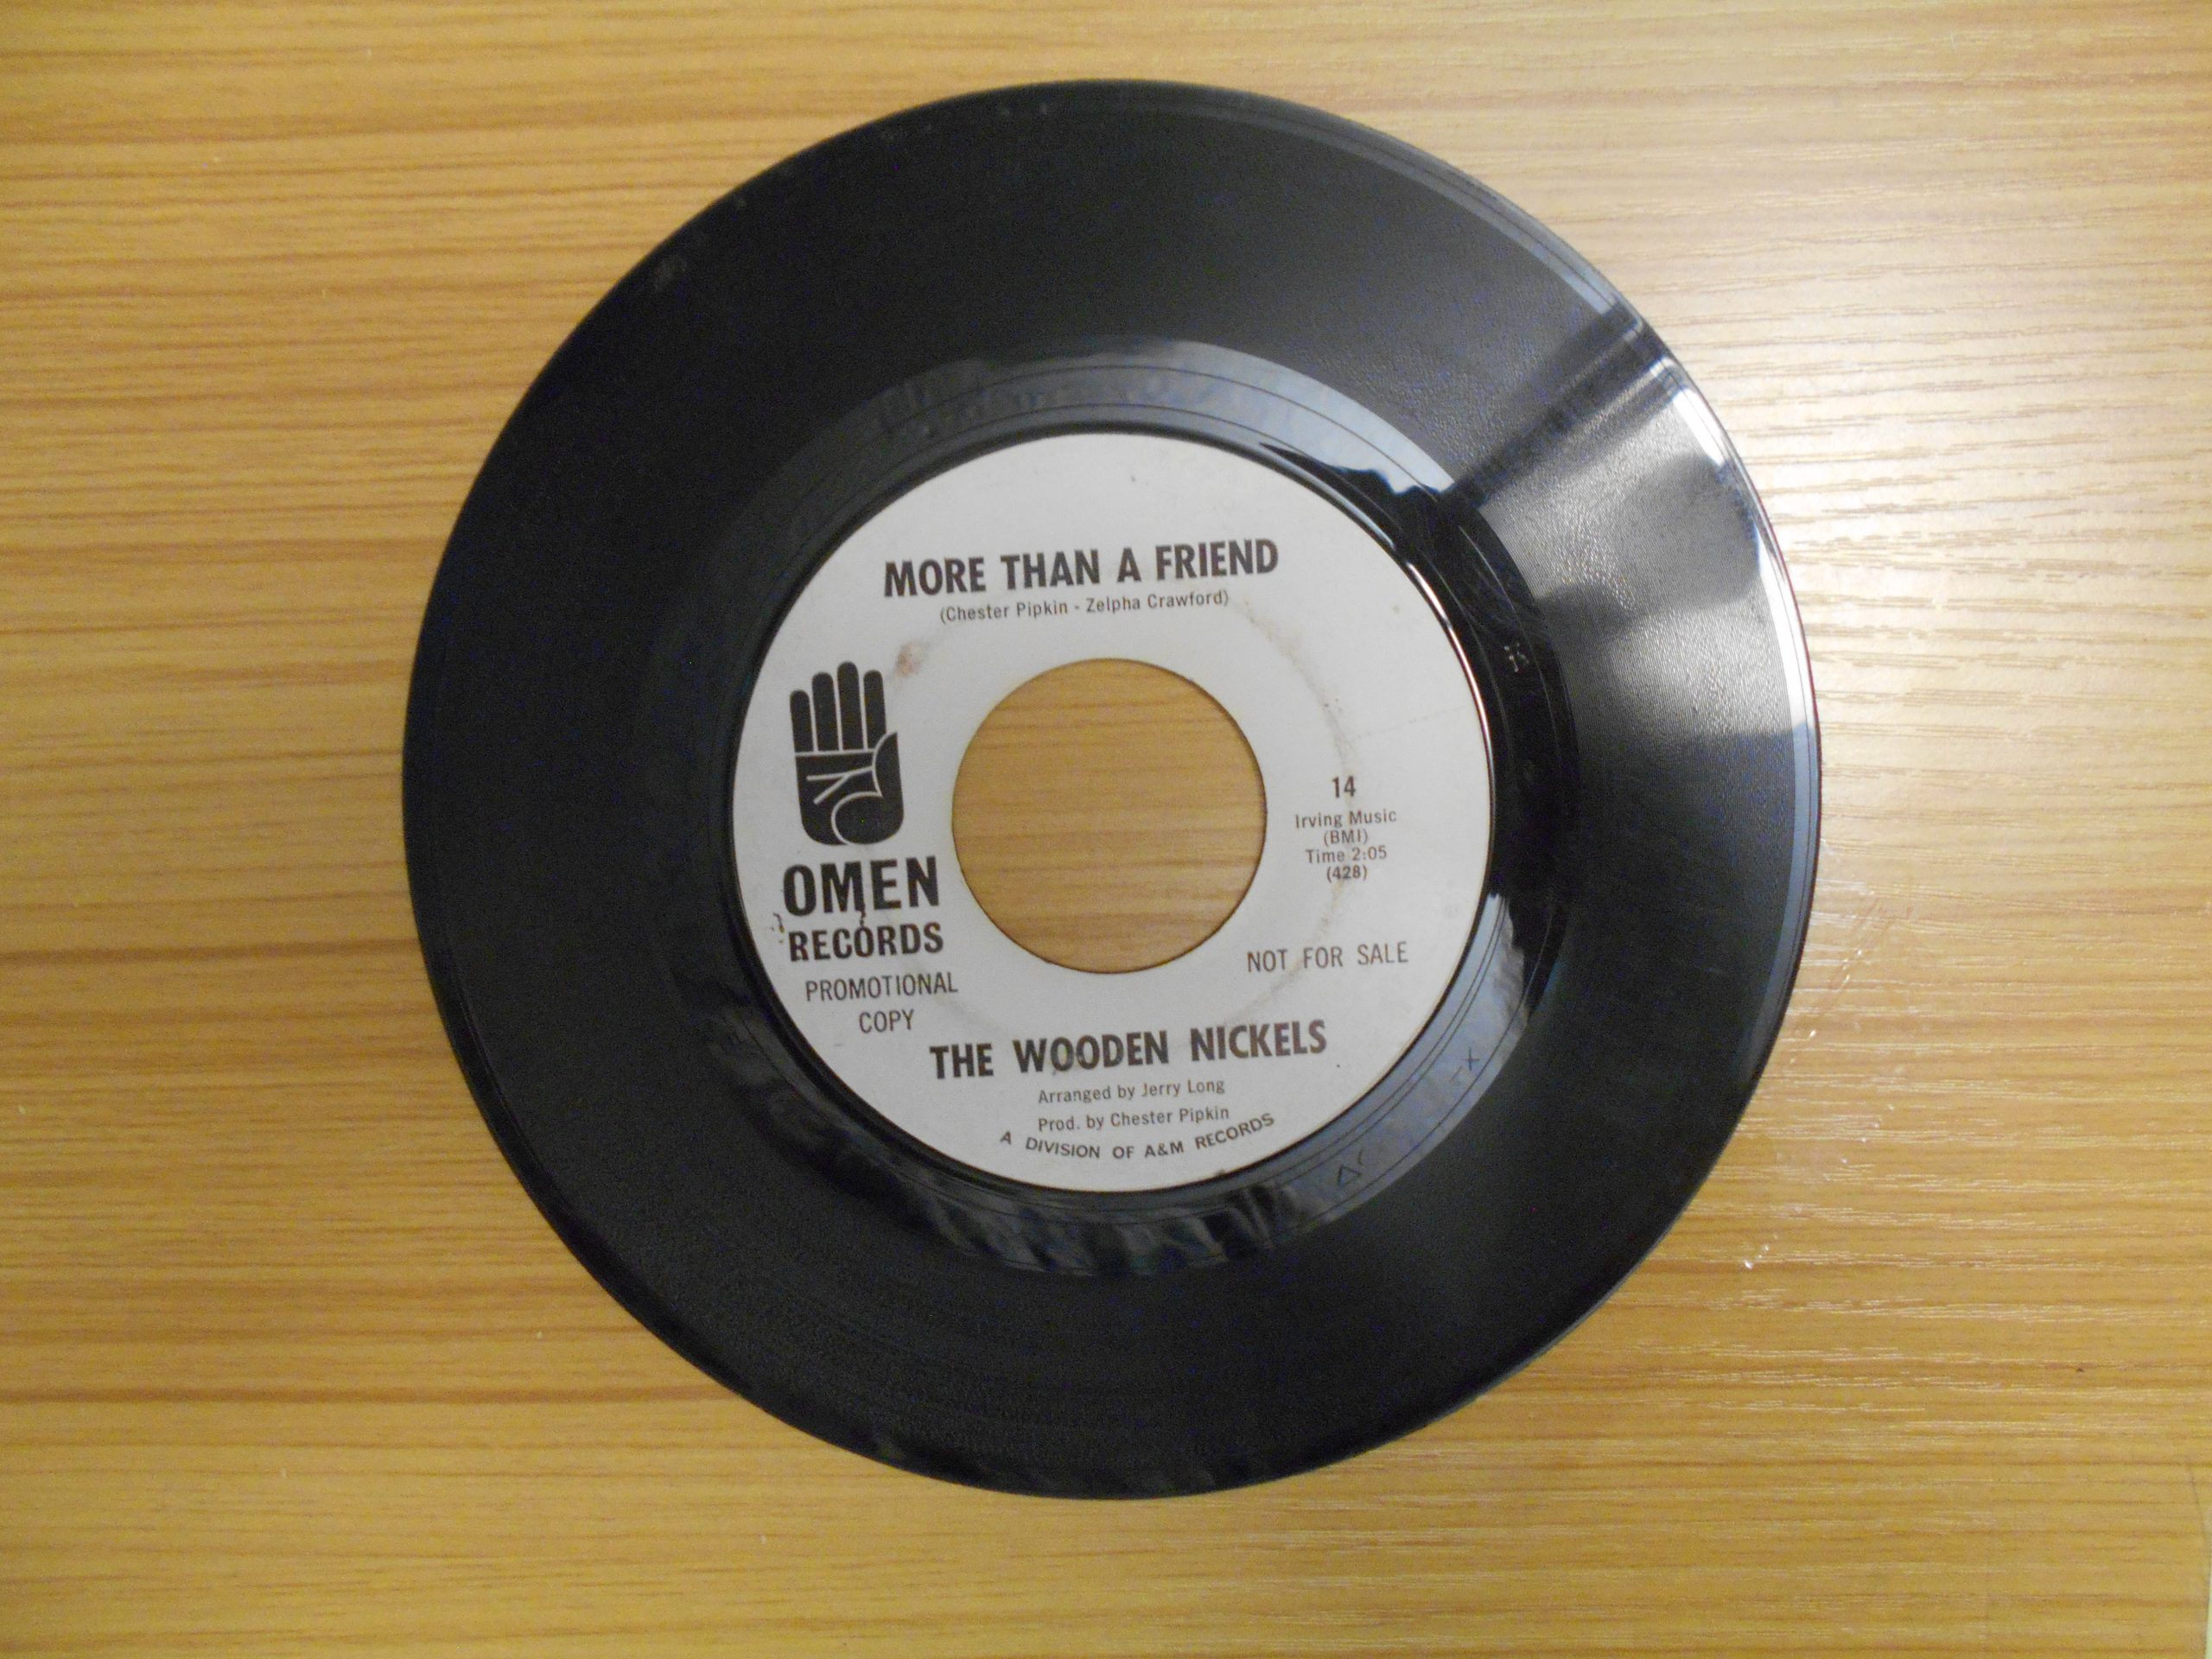 MORE THAN A FRIEND
(Chester Pipkin - Zelpha Crawford)
OMEN
RECORDS
PROMOTIONAL
COPY
14
Irving Music
(BMI)
Time 2:05
(428)
NOT FOR SALE
THE WOODEN NICKELS
Arranged by Jerry Long
Prod. by Chester Pipkin
A DIVISION OF A&M RECORDS